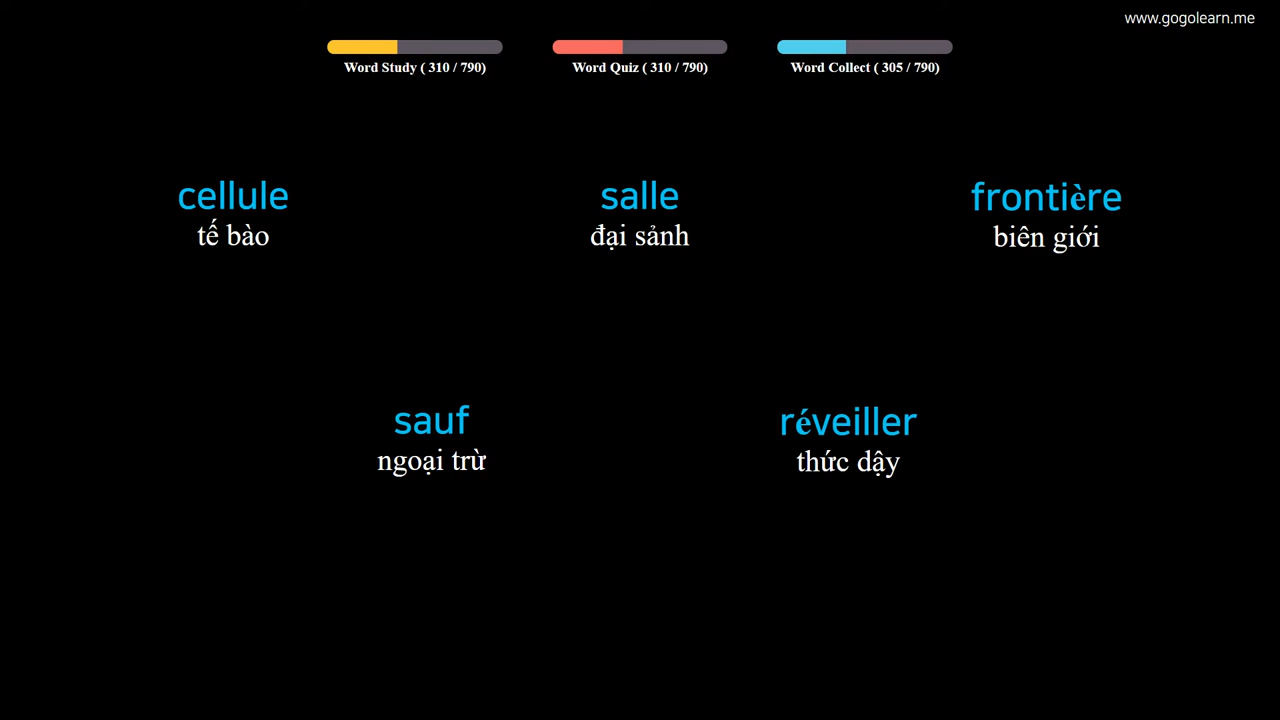 www.gogolearn.me
Word Study ( 310 / 790)
Word Quiz ( 310 / 790)
Word Collect ( 305 / 790)
cellule
tế bào
salle
đại sảnh
frontière
biên giới
sauf
ngoại trừ
réveiller
thức dậy